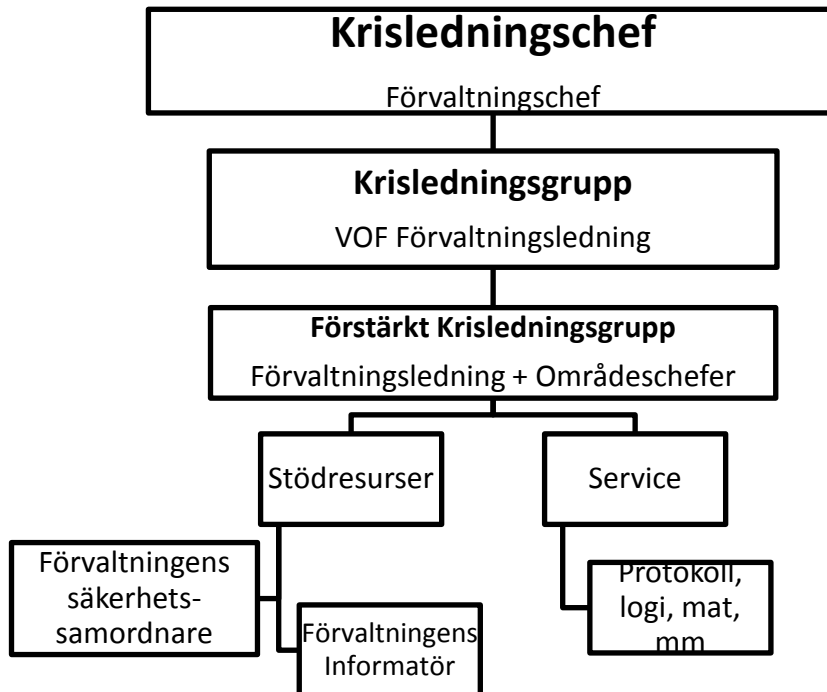 Krisledningschef
Förvaltningschef
Krisledningsgrupp
VOF Förvaltningsledning
Förstärkt Krisledningsgrupp
Förvaltningsledning + Områdeschefer
Stödresurser
Service
Förvaltningens
säkerhets-
samordnare
Förvaltningens
Informatör
Protokoll,
logi, mat,
mm